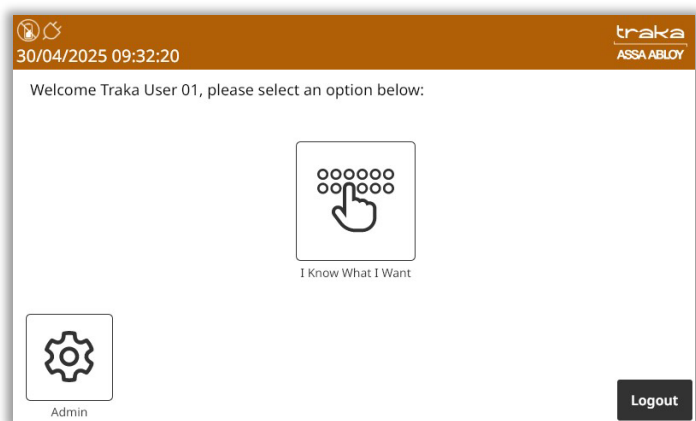 30/04/2025 09:32:20
traka
ASSA ABLOY
Welcome Traka User 01, please select an option below:
I Know What I Want
Admin
Logout